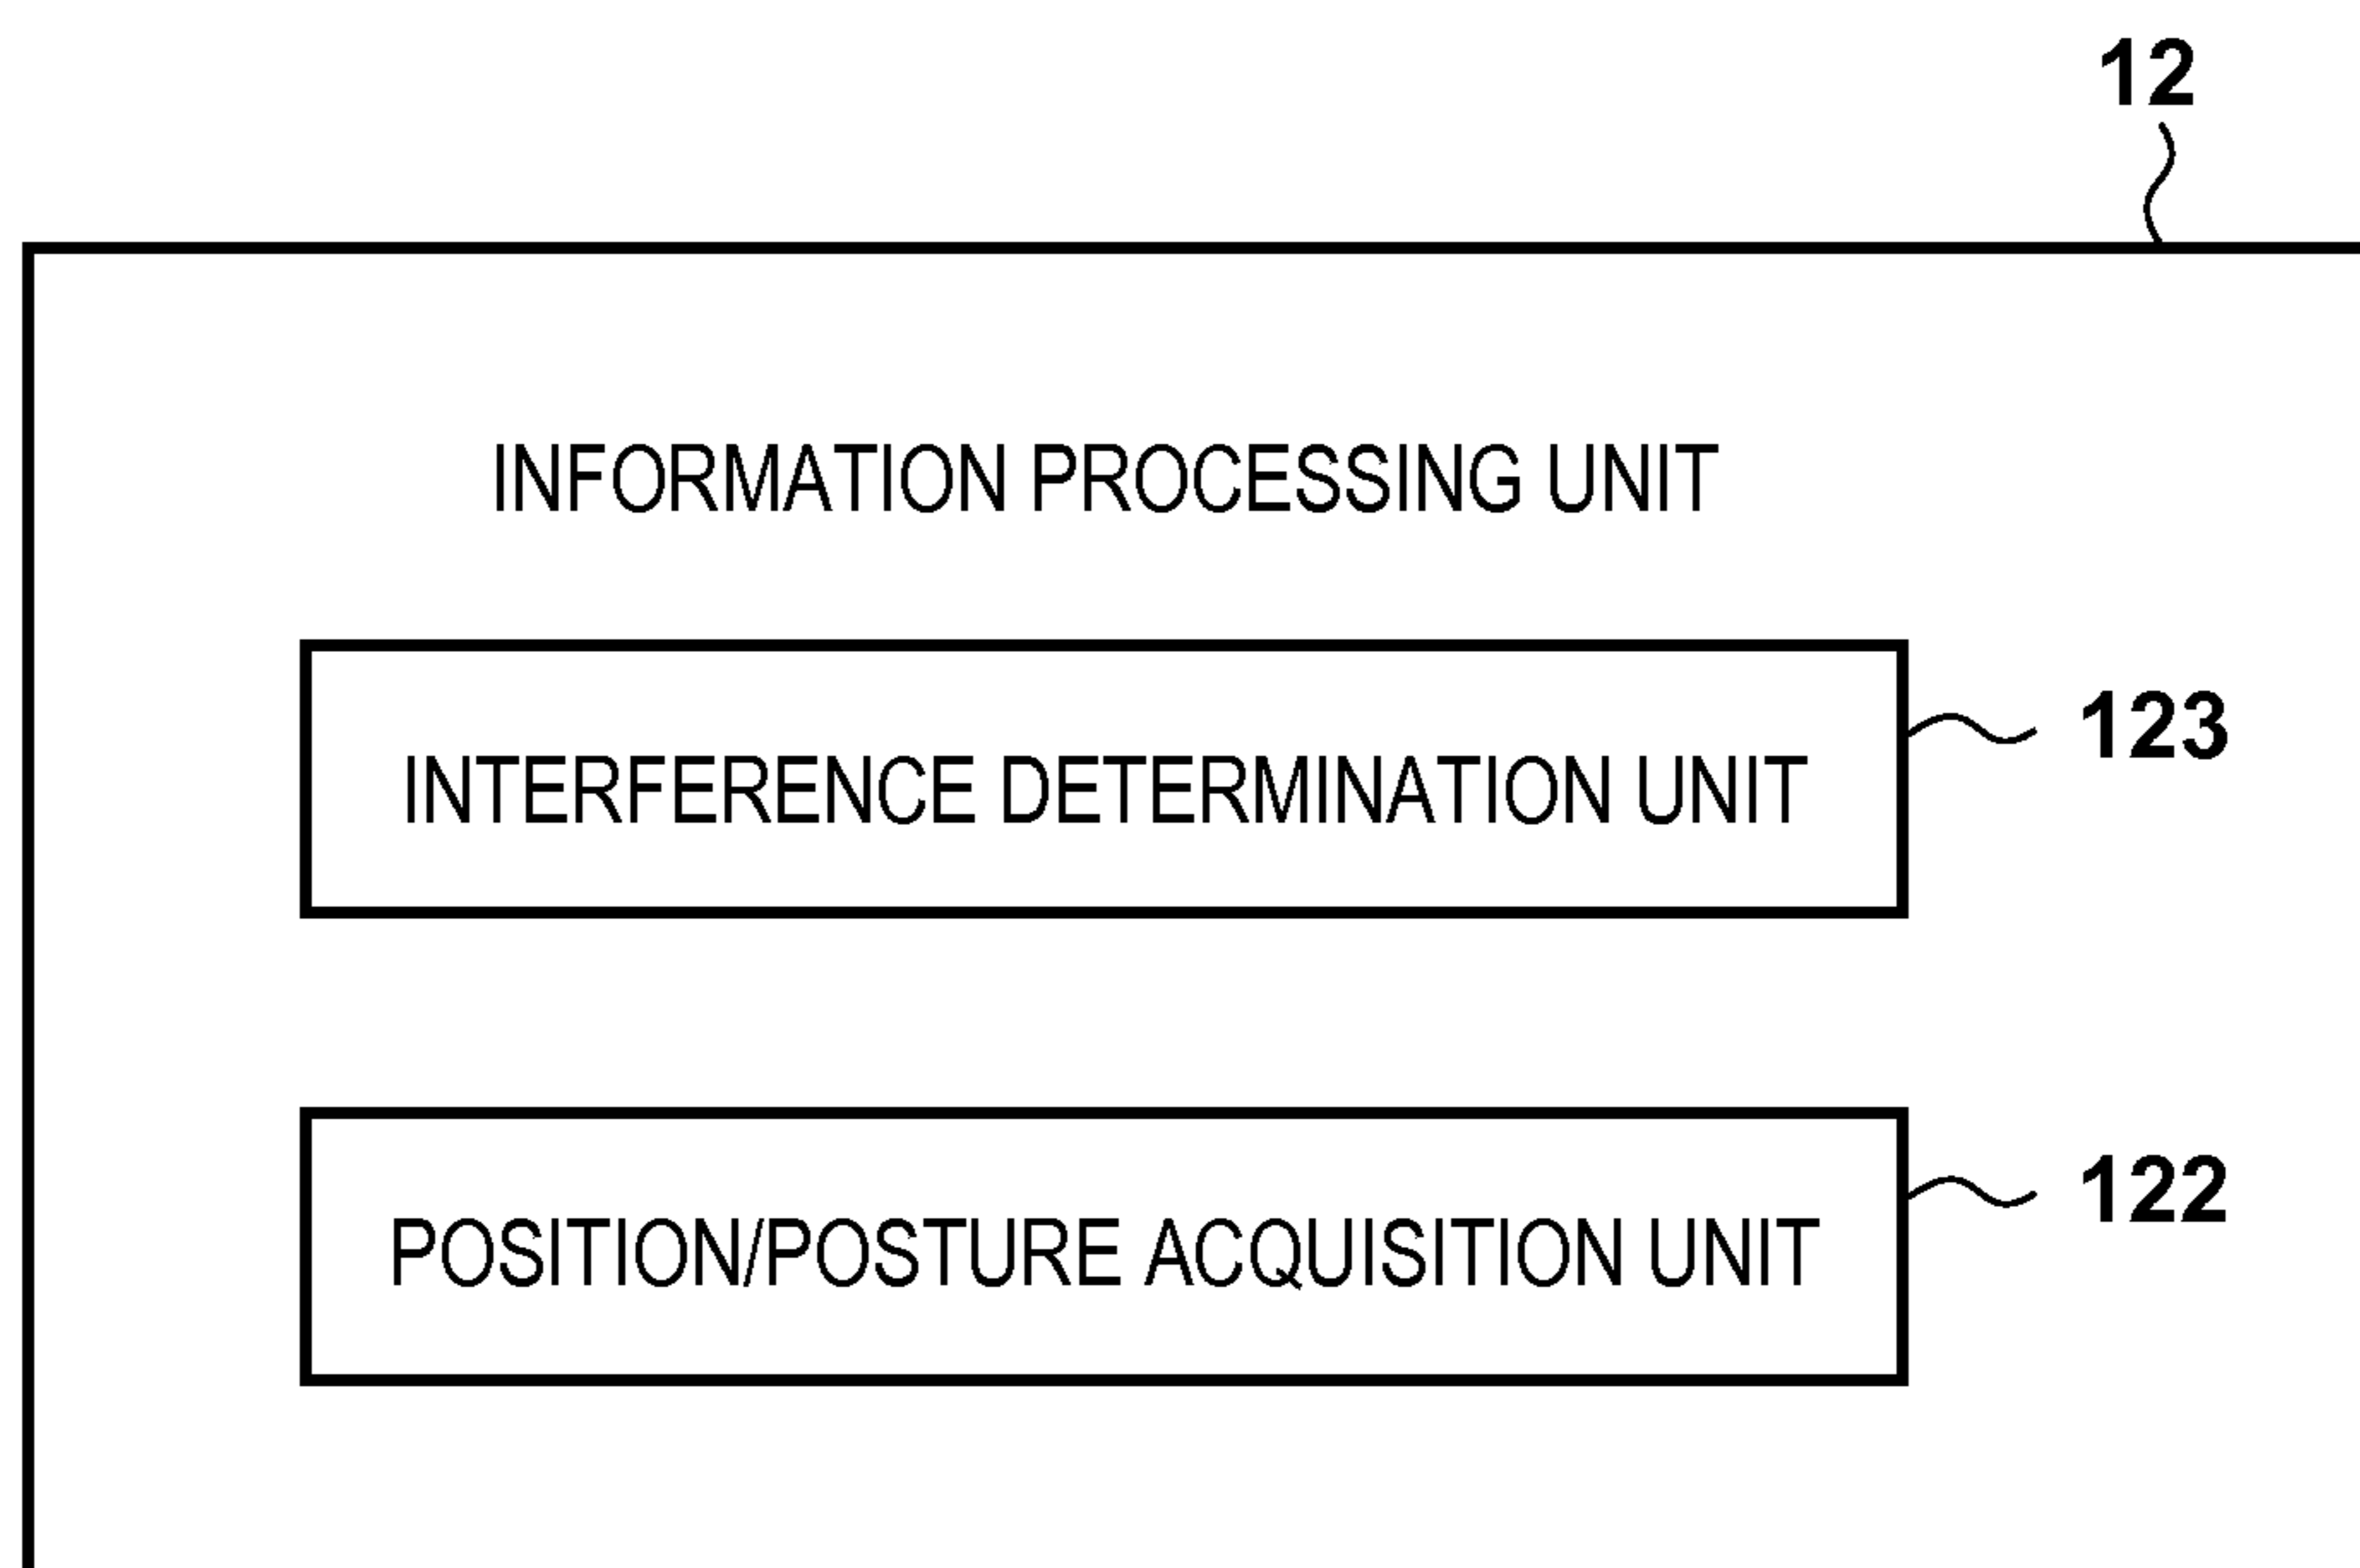 12
INFORMATION PROCESSING UNIT
INTERFERENCE DETERMINATION UNIT
123
POSITION/POSTURE ACQUISITION UNIT
122